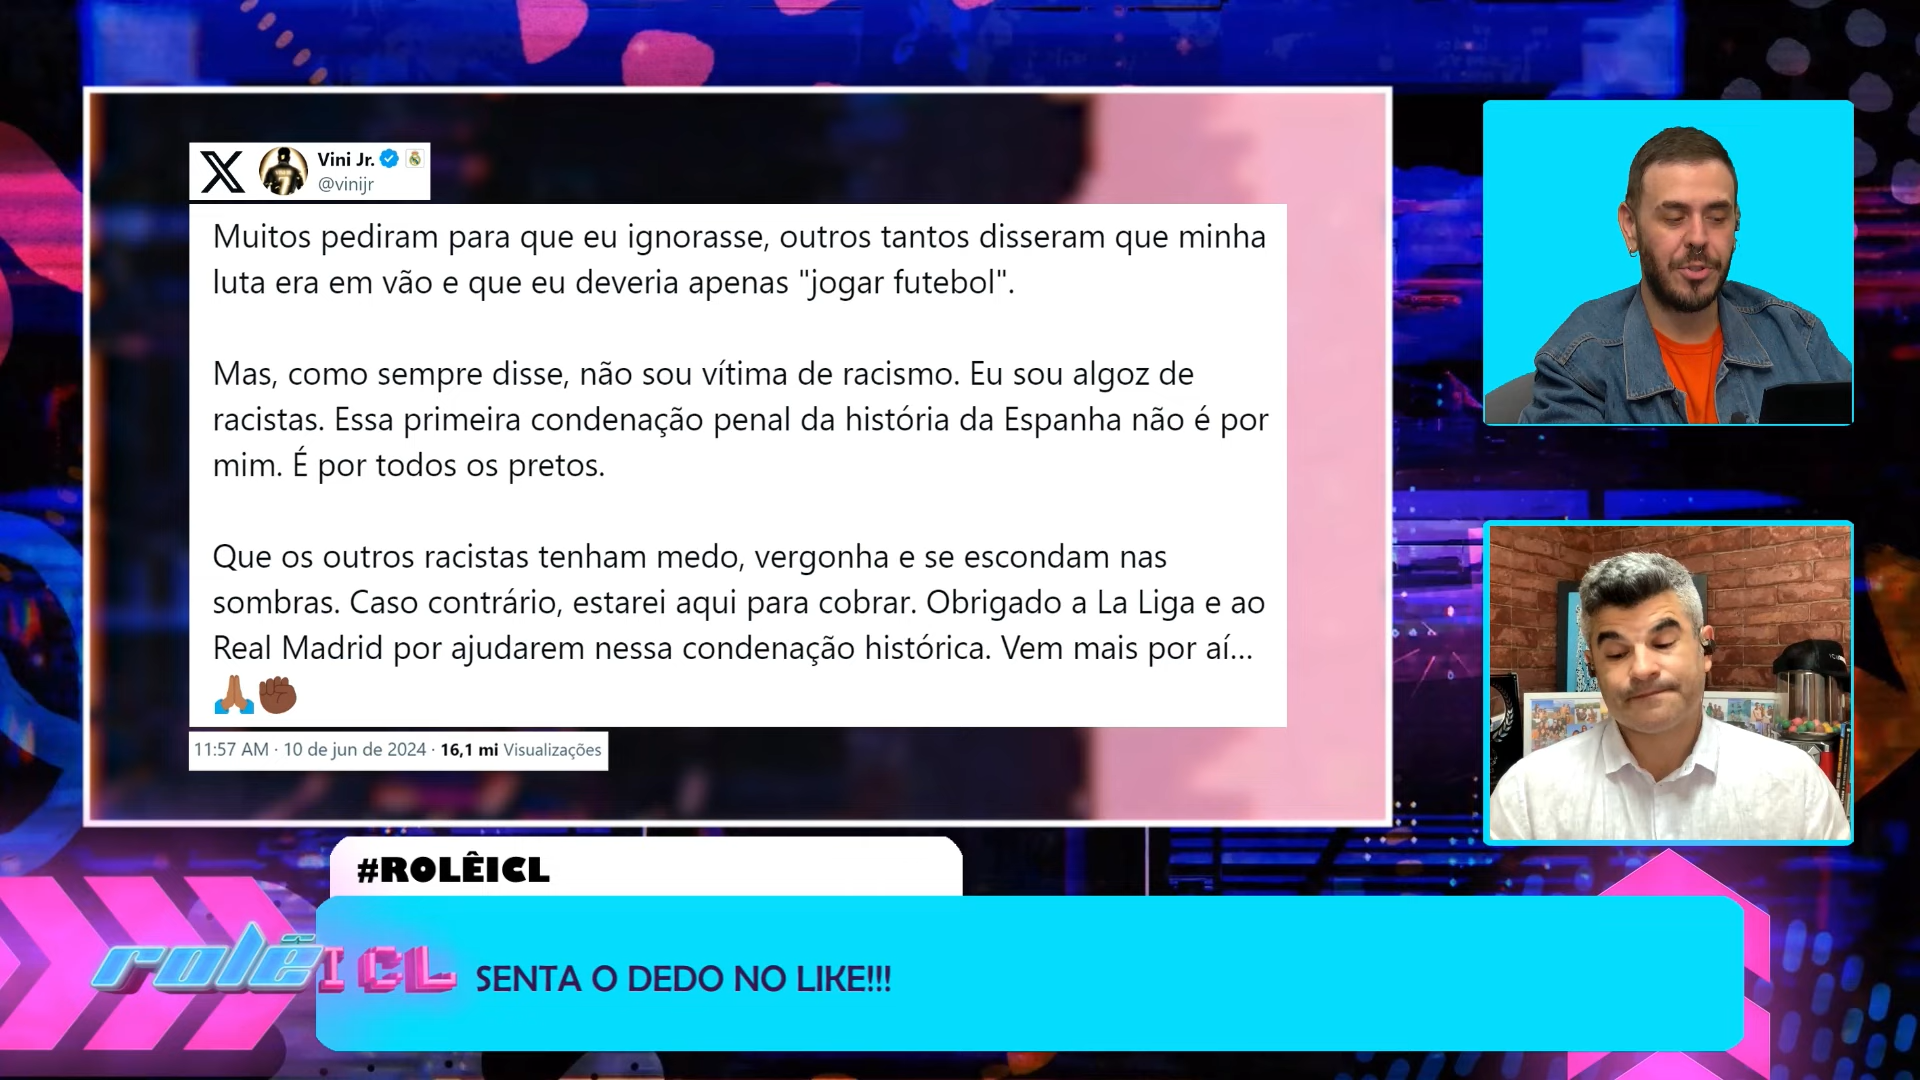 Vini Jr.
@vinijr
Muitos pediram para que eu ignorasse, outros tantos disseram que minha
luta era em vão e que eu deveria apenas "jogar futebol".
Mas, como sempre disse, não sou vítima de racismo. Eu sou algoz de
racistas. Essa primeira condenação penal da história da Espanha não é por
mim. É por todos os pretos.
Que os outros racistas tenham medo, vergonha e se escondam nas
sombras. Caso contrário, estarei aqui para cobrar. Obrigado a La Liga e ao
Real Madrid por ajudarem nessa condenação histórica. Vem mais por aí...
🙏🏾✊🏿
11:57 AM · 10 de jun de 2024 · 16,1 mi Visualizações
#ROLÊICL
rolê ICL
SENTA O DEDO NO LIKE!!!